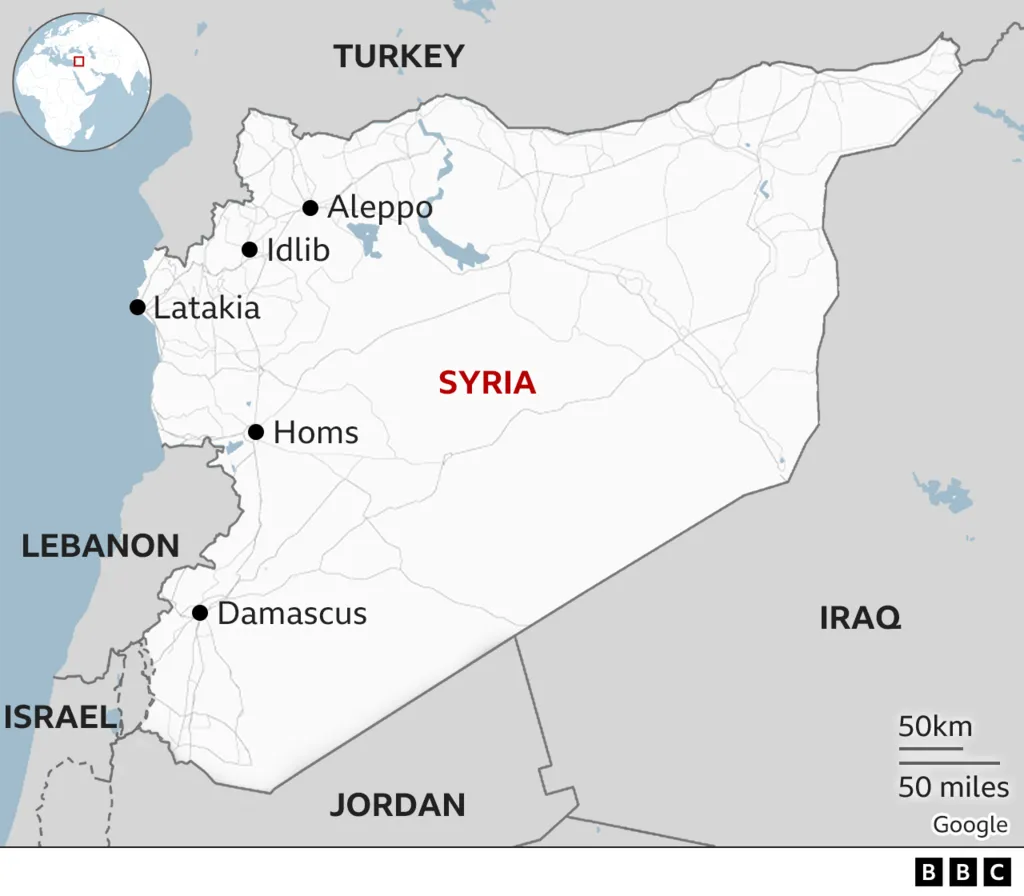 TURKEY
Aleppo
Idlib
Latakia
SYRIA
Homs
LEBANON
Damascus
IRAQ
ISRAEL
50km
50 miles
JORDAN
Google
BBC